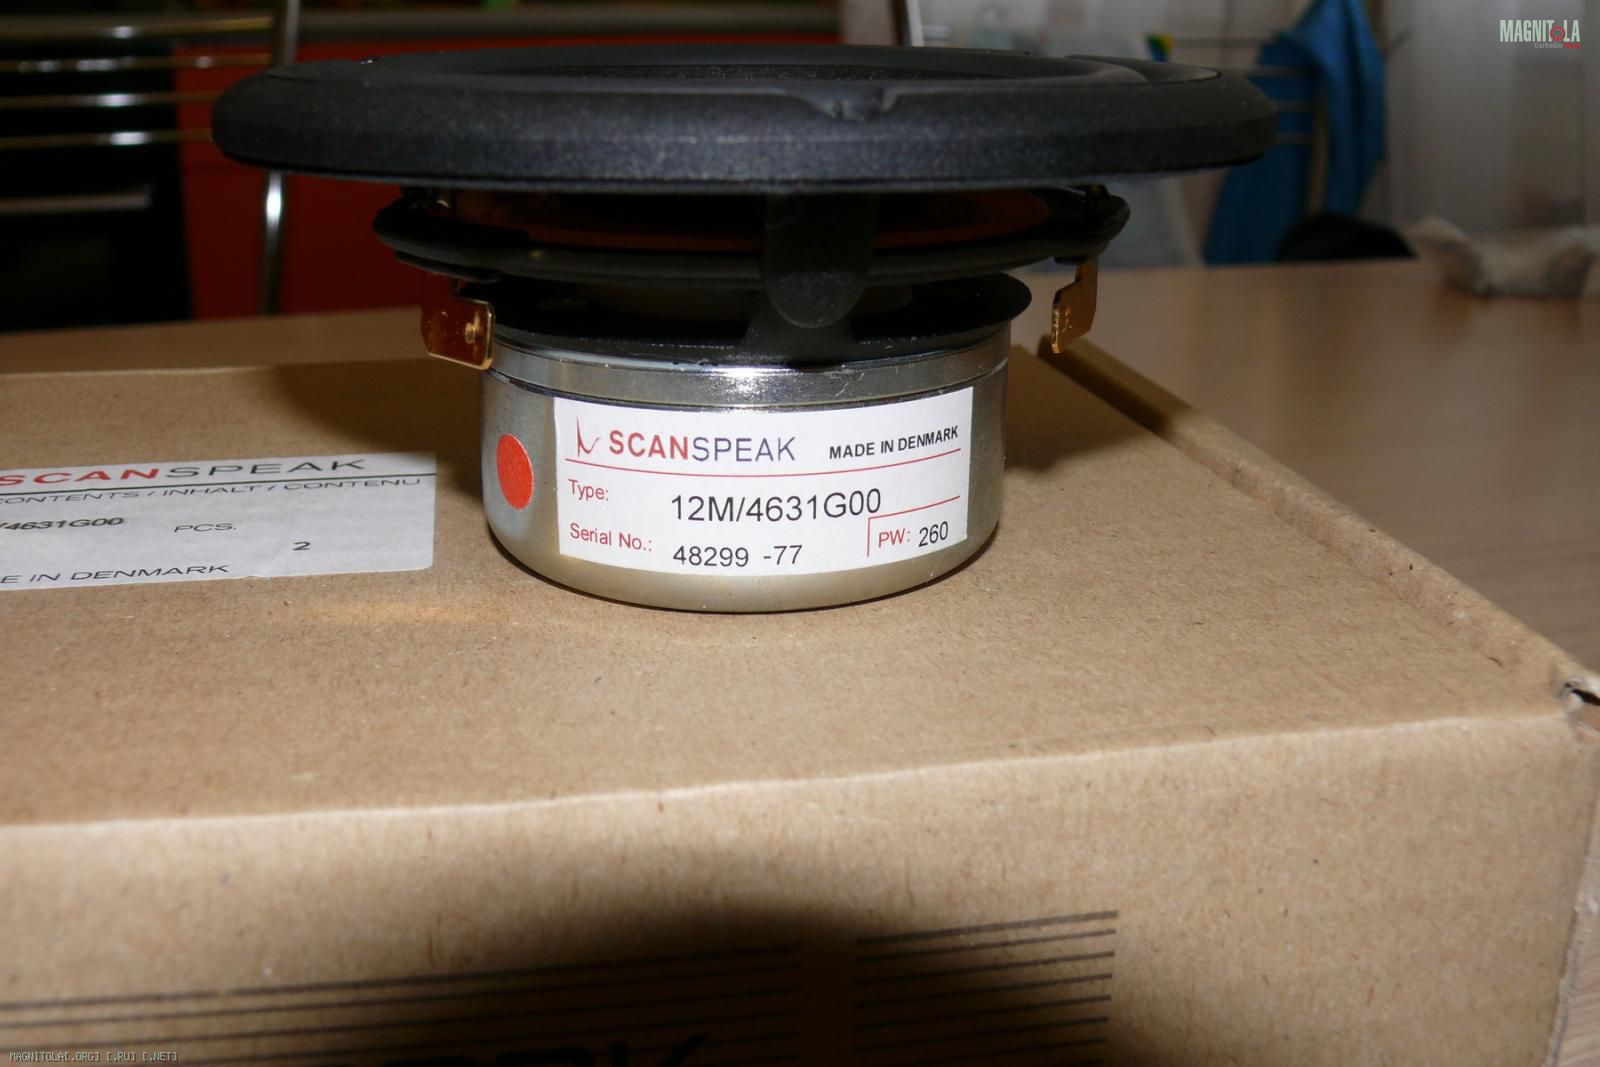 MAGNITOLA
CarAudio
SCANSPEAK MADE IN DENMARK
Type: 12M/4631G00
Serial No.: 48299 -77 PW: 260
SCANSPEAK
CONTENTS / INHALT / CONTENU
/4631G00 PCS.
2
E IN DENMARK
MAGNITOLA[.ORG] [.RU] [.NET]